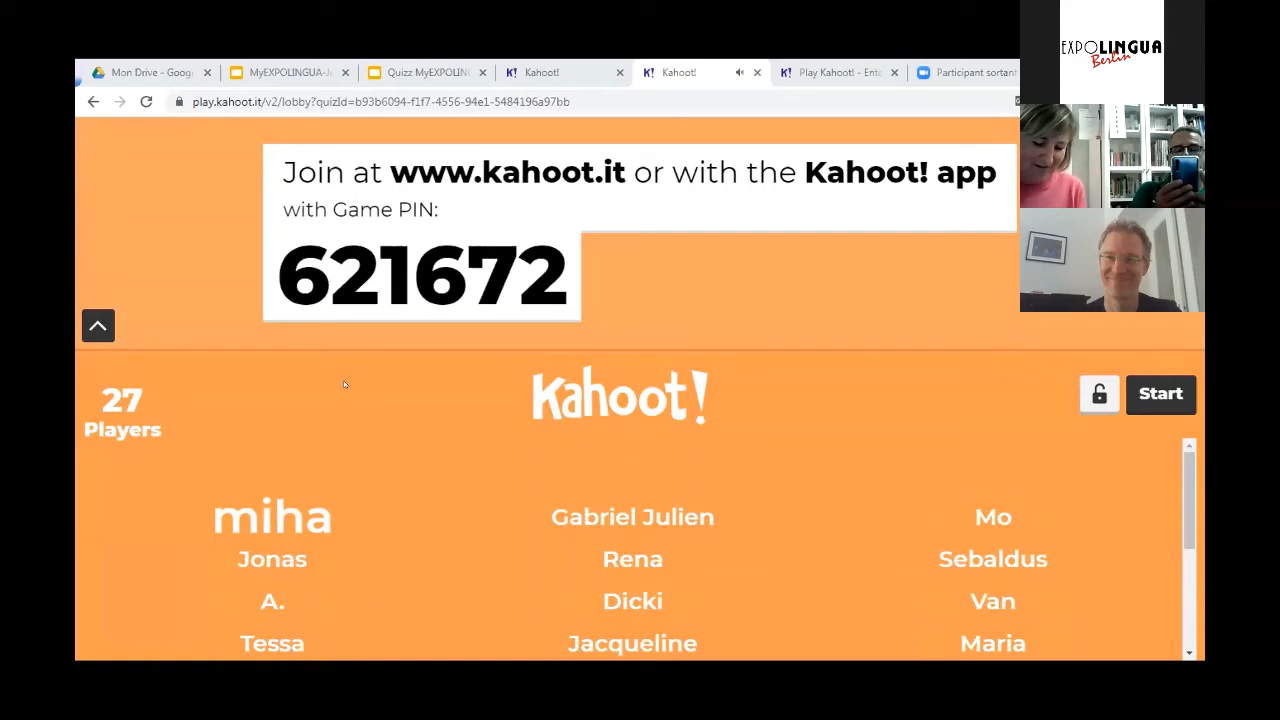 Mon Drive - Goog
MyEXPOLINGUA-J
Quizz MyEXPOLIN
K! Kahoot!
K! Kahoot!
K! Play Kahoot! - Ente
Participant sortant
play.kahoot.it/v2/lobby?quizId=b93b6094-f1f7-4556-94e1-5484196a97bb
EXPOLINGUA
Berlin
Join at www.kahoot.it or with the Kahoot! app
with Game PIN:
621672
27
Players
Kahoot!
Start
miha
Gabriel Julien
Mo
Jonas
Rena
Sebaldus
A.
Dicki
Van
Tessa
Jacqueline
Maria